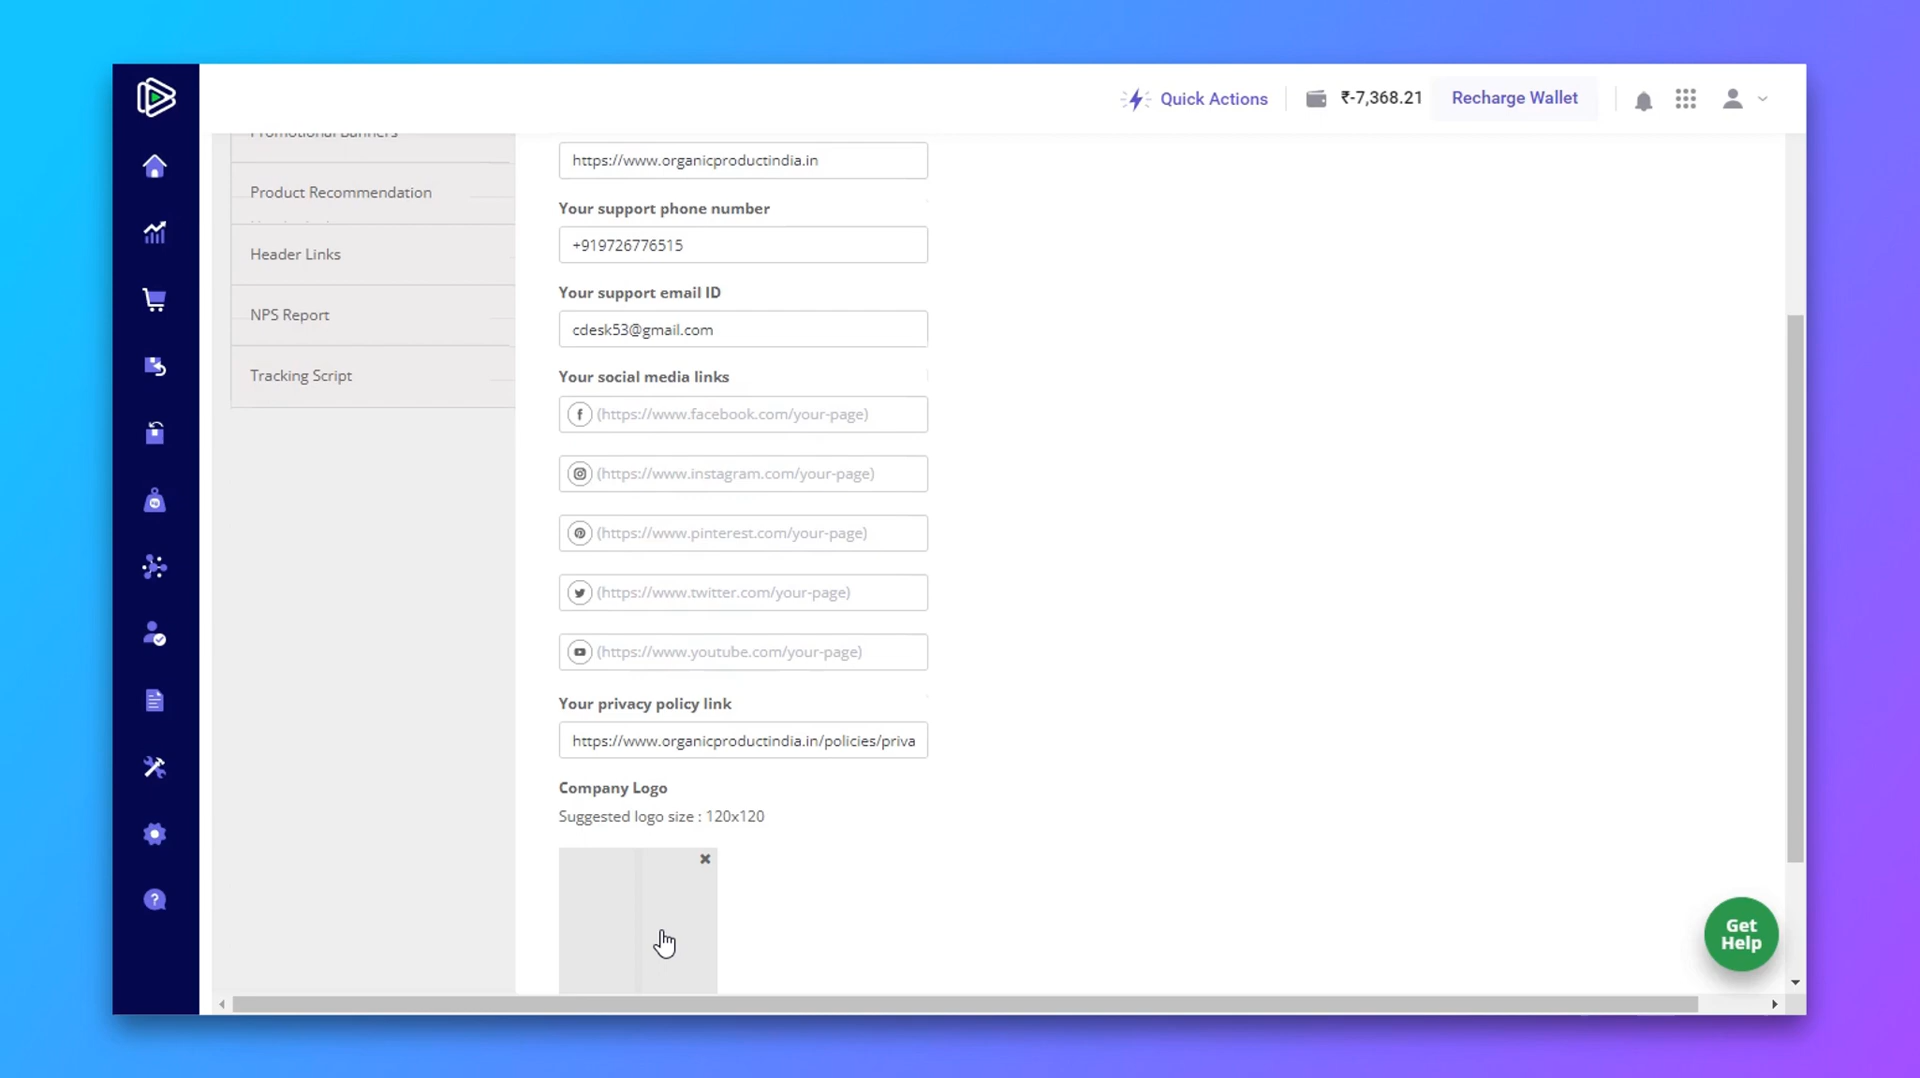 Quick Actions
₹-7,368.21
Recharge Wallet
Promotional Banners
Product Recommendation
Header Links
NPS Report
Tracking Script
https://www.organicproductindia.in
Your support phone number
+919726776515
Your support email ID
cdesk53@gmail.com
Your social media links
(https://www.facebook.com/your-page)
(https://www.instagram.com/your-page)
(https://www.pinterest.com/your-page)
(https://www.twitter.com/your-page)
(https://www.youtube.com/your-page)
Your privacy policy link
https://www.organicproductindia.in/policies/priva
Company Logo
Suggested logo size : 120x120
Get
Help